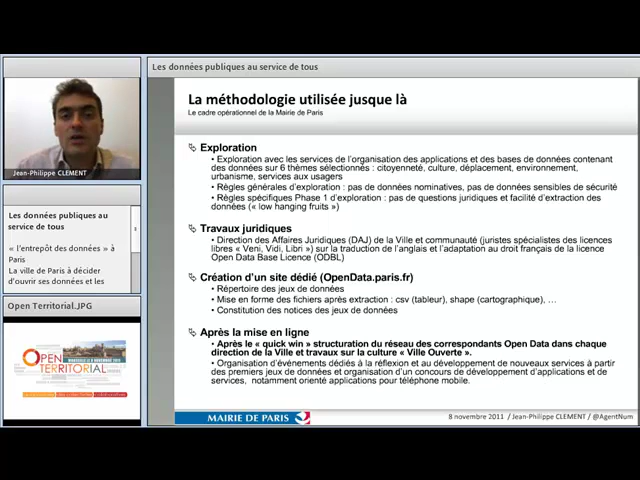 Les données publiques au service de tous
La méthodologie utilisée jusque là
Le cadre opérationnel de la Mairie de Paris
Exploration
• Exploration avec les services de l'organisation des applications et des bases de données contenant
des données sur 6 thèmes sélectionnés : citoyenneté, culture, déplacement, environnement,
urbanisme, services aux usagers
• Règles générales d'exploration : pas de données nominatives, pas de données sensibles de sécurité
• Règles spécifiques Phase 1 d'exploration : pas de questions juridiques et facilité d'extraction des
données (« low hanging fruits »)
Travaux juridiques
• Direction des Affaires Juridiques (DAJ) de la Ville et communauté (juristes spécialistes des licences
libres « Veni, Vidi, Libri ») sur la traduction de l'anglais et l'adaptation au droit français de la licence
Open Data Base Licence (ODBL)
Création d'un site dédié (OpenData.paris.fr)
• Répertoire des jeux de données
• Mise en forme des fichiers après extraction : csv (tableur), shape (cartographique), …
• Constitution des notices des jeux de données
Après la mise en ligne
• Après le « quick win » structuration du réseau des correspondants Open Data dans chaque
direction de la Ville et travaux sur la culture « Ville Ouverte ».
• Organisation d'événements dédiés à la réflexion et au développement de nouveaux services à partir
des premiers jeux de données et organisation d'un concours de développement d'applications et de
services, notamment orienté applications pour téléphone mobile.
MAIRIE DE PARIS
8 novembre 2011 / Jean-Philippe CLEMENT / @AgentNum
Jean-Philippe CLEMENT
Les données publiques au
service de tous
« l'entrepôt des données » à
Paris
La ville de Paris à décider
d'ouvrir ses données et les
Open Territorial.JPG
OPEN
TERRITORIAL